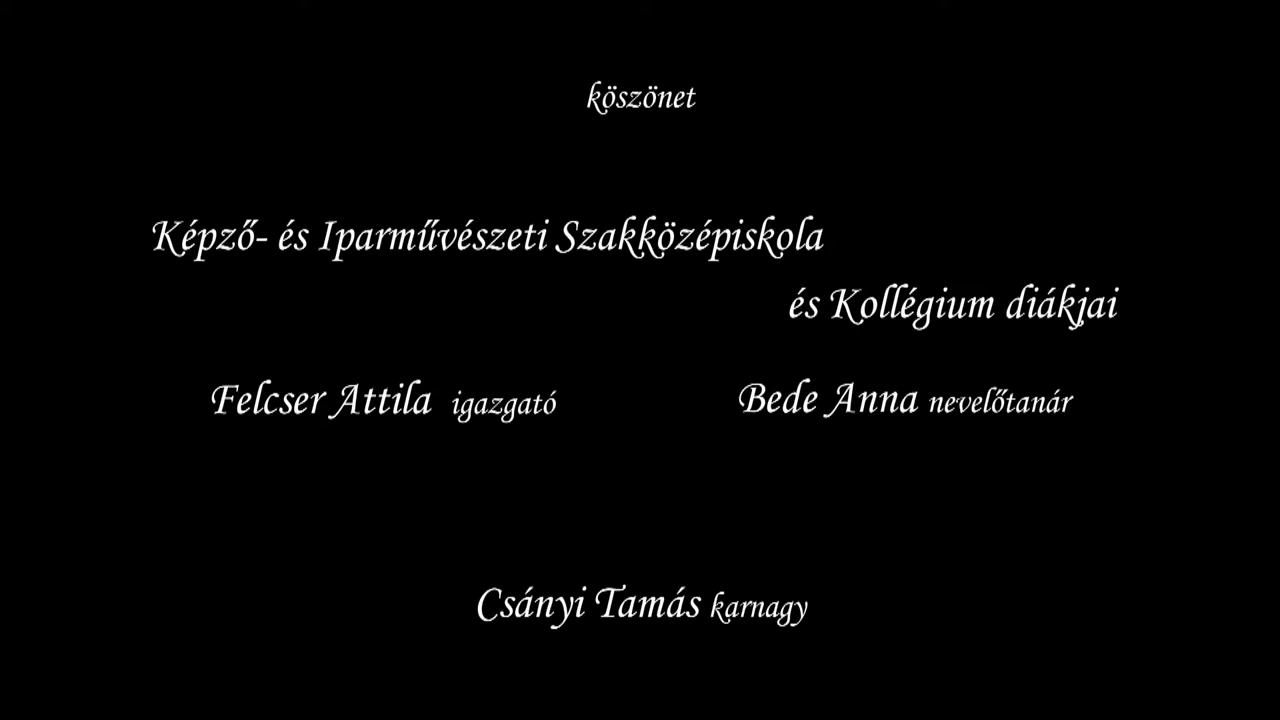 köszönet
Képző- és Iparművészeti Szakközépiskola
és Kollégium diákjai
Felcser Attila igazgató
Bede Anna nevelőtanár
Csányi Tamás karnagy